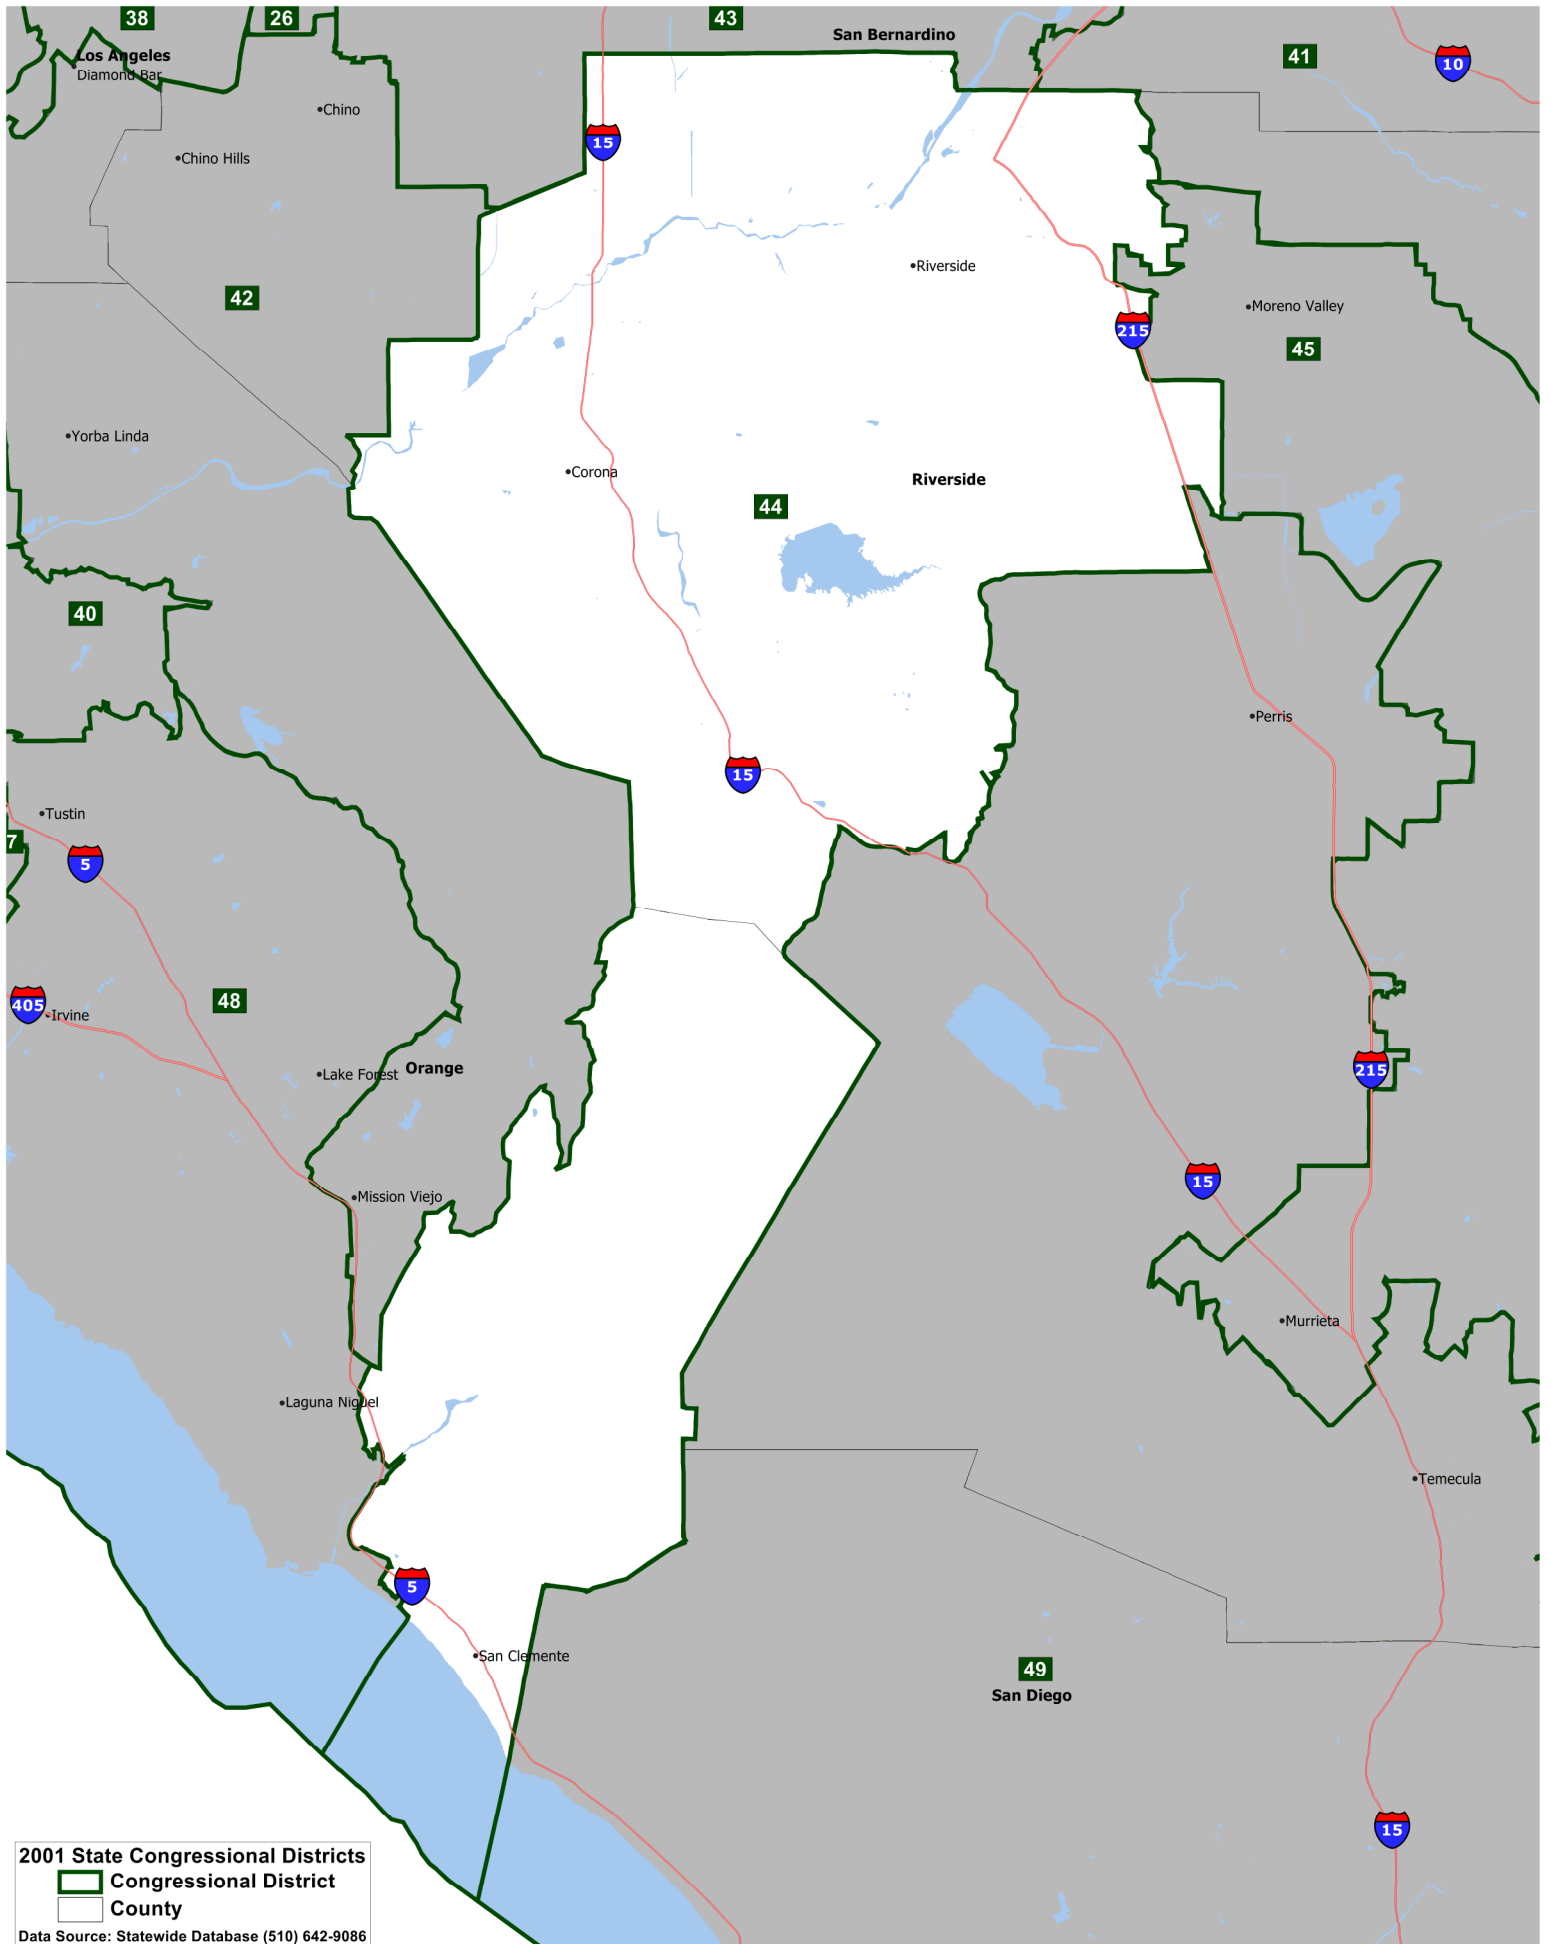 38
26
43
San Bernardino
Los Angeles
Diamond Bar
41
10
Chino
15
Chino Hills
Riverside
42
Moreno Valley
215
45
Yorba Linda
Corona
Riverside
44
40
Perris
15
Tustin
7
5
48
405
Irvine
Lake Forest
Orange
215
15
Mission Viejo
Murrieta
Laguna Niguel
Temecula
5
San Clemente
49
San Diego
15
2001 State Congressional Districts
Congressional District
County
Data Source: Statewide Database (510) 642-9086